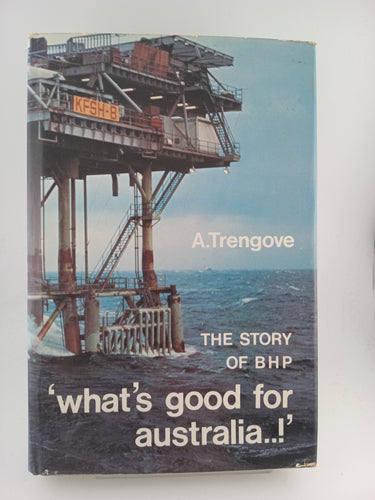 KFSH-B
A.Trengove
THE STORY
OF BHP
'what's good for
australia..!'